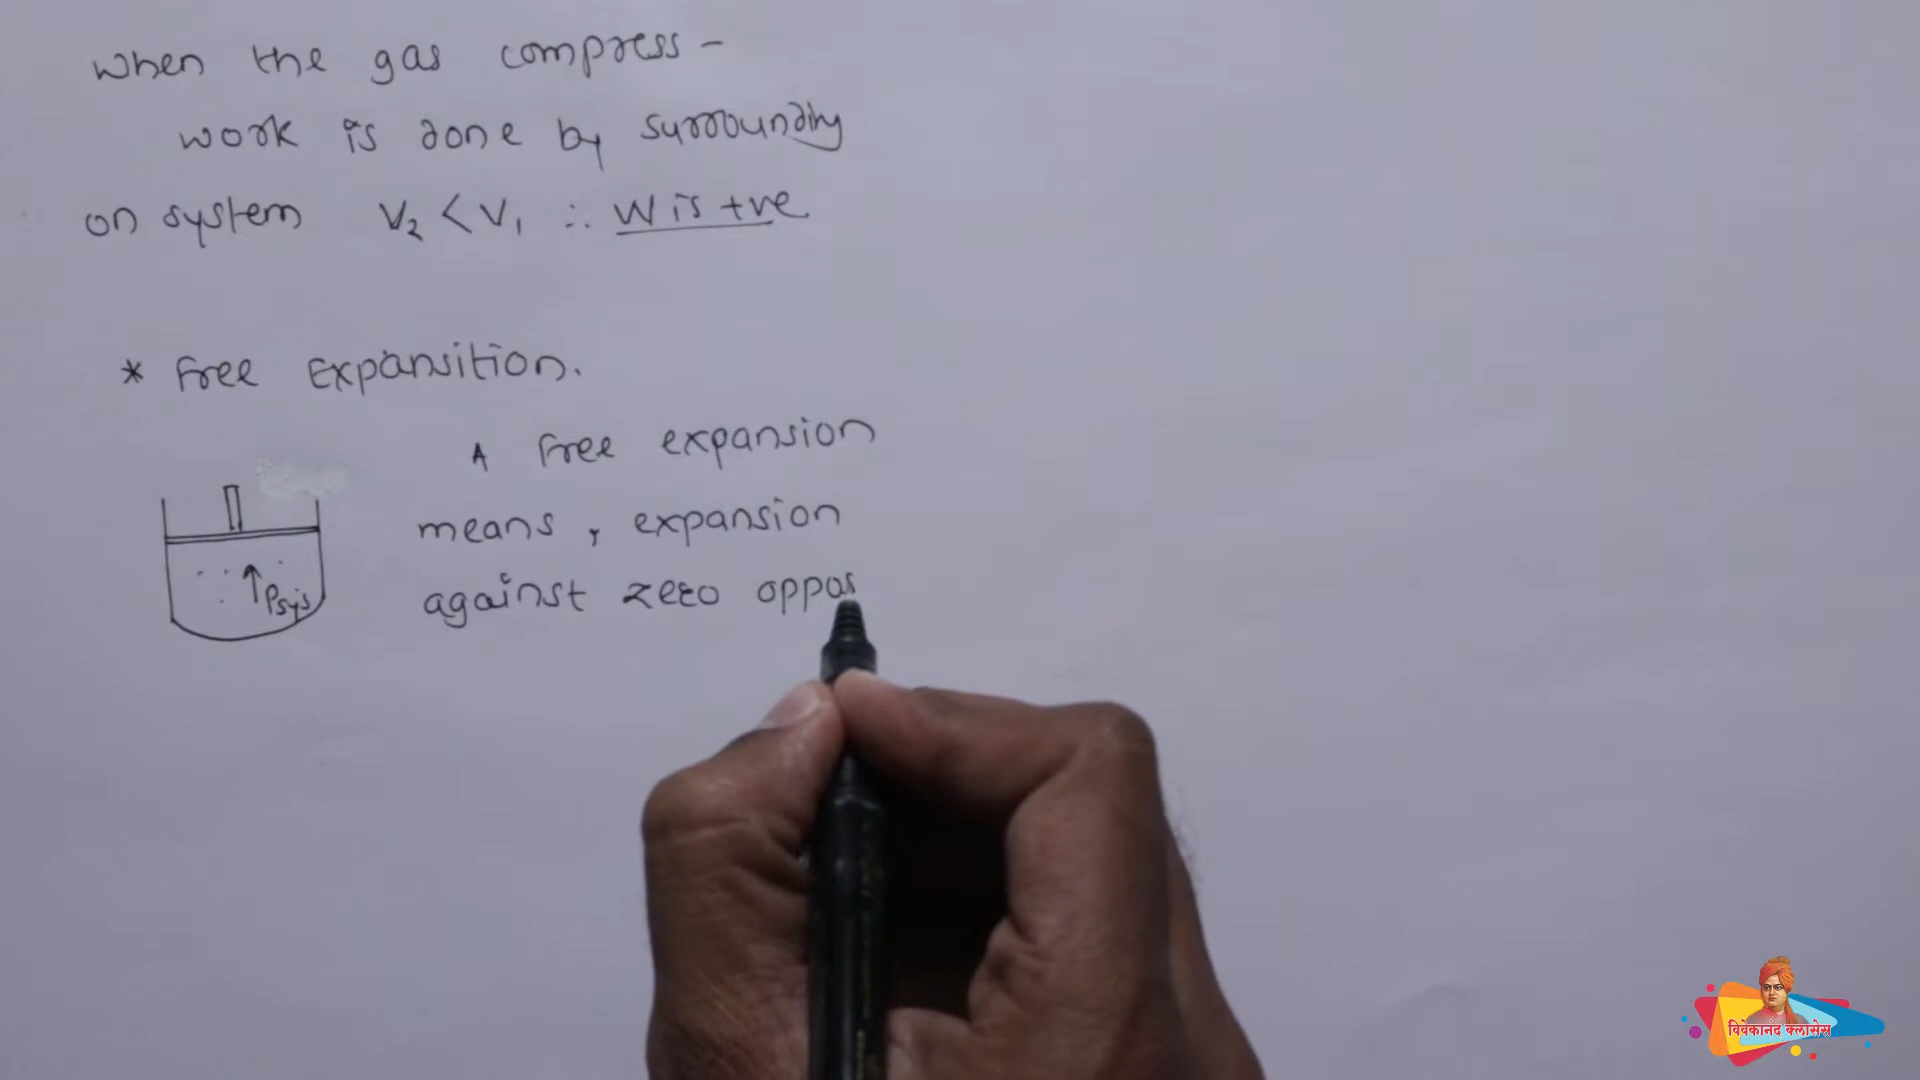 when the gas compress -
work is done by surrounding
on system V₂ < V₁ ∴ W is +ve
* Free Expansition.
A free expansion
means, expansion
against zero oppos
Psys
विवेकानंद क्लासेस